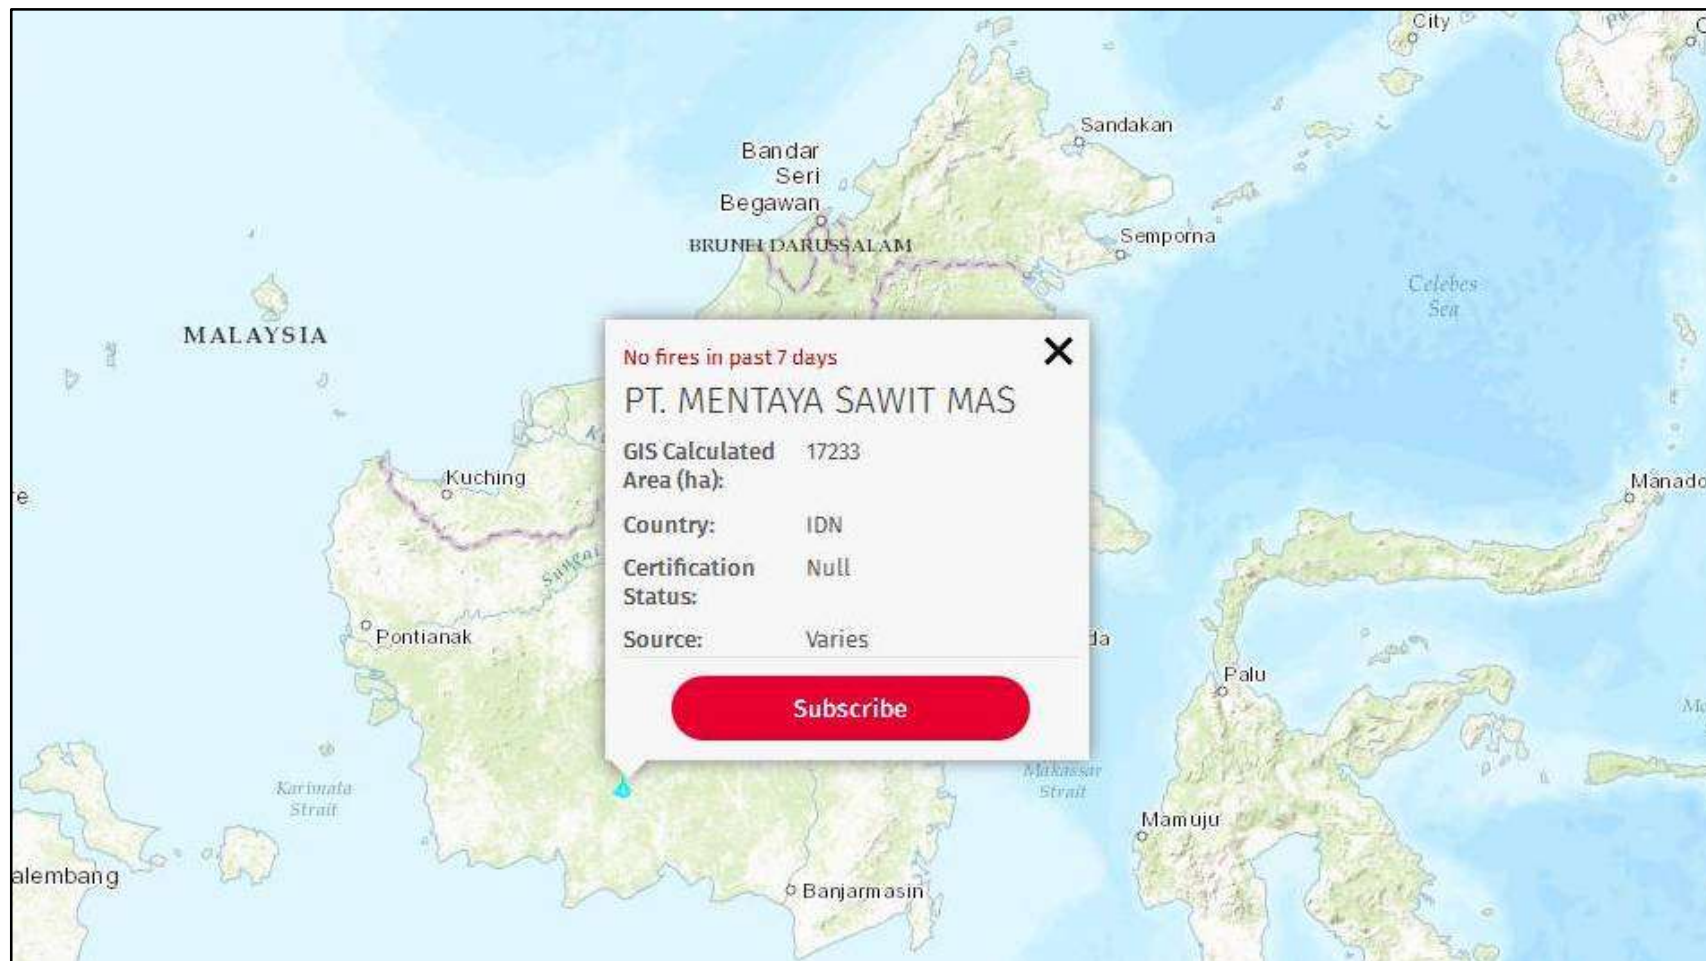 City
Sandakan
Bandar
Seri
Begawan
BRUNEI DARUSSALAM
Semporna
Celebes
Sea
MALAYSIA
No fires in past 7 days
PT. MENTAYA SAWIT MAS
GIS Calculated 17233
Area (ha):
Country: IDN
Certification Null
Status:
Source: Varies
Subscribe
Kuching
Manado
Sungai
Pontianak
da
Palu
Makassar
Strait
Karimata
Strait
Mamuju
alembang
Banjarmasin